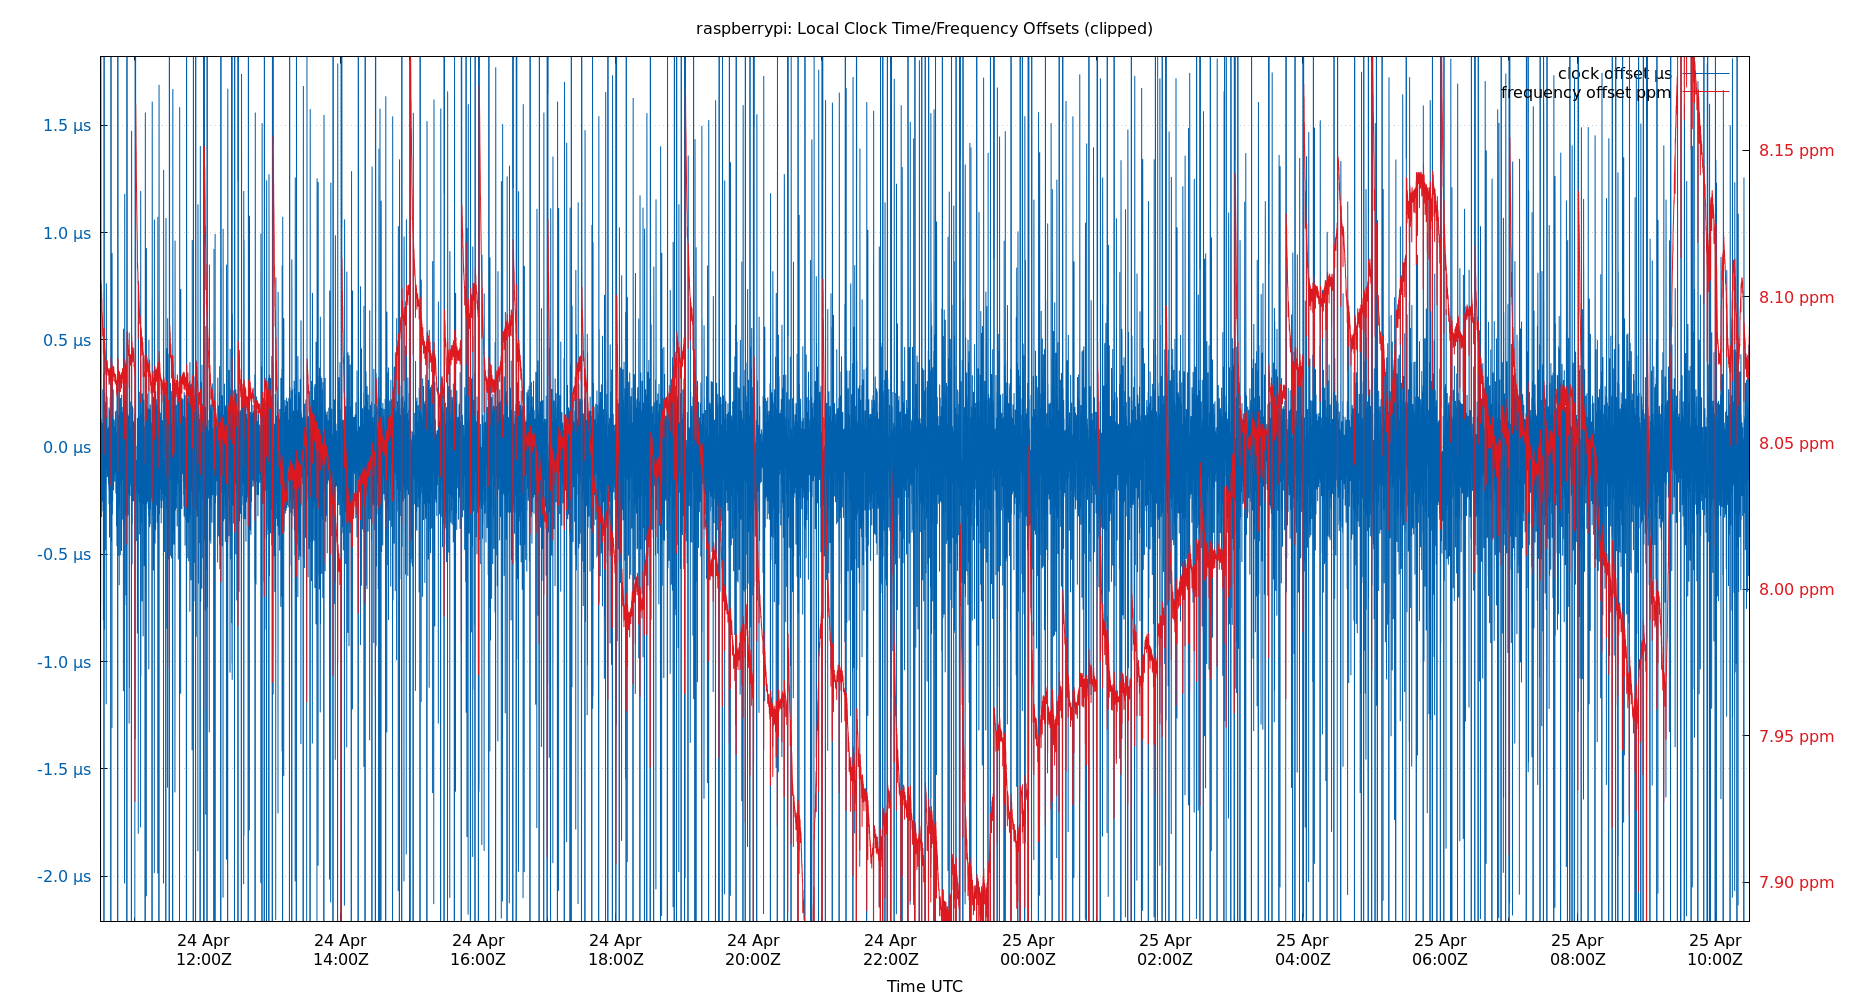 raspberrypi: Local Clock Time/Frequency Offsets (clipped)
clock offset µs
frequency offset ppm
1.5 µs
1.0 µs
0.5 µs
0.0 µs
-0.5 µs
-1.0 µs
-1.5 µs
-2.0 µs
8.15 ppm
8.10 ppm
8.05 ppm
8.00 ppm
7.95 ppm
7.90 ppm
24 Apr 24 Apr 24 Apr 24 Apr 24 Apr 24 Apr 25 Apr 25 Apr 25 Apr 25 Apr 25 Apr 25 Apr
12:00Z 14:00Z 16:00Z 18:00Z 20:00Z 22:00Z 00:00Z 02:00Z 04:00Z 06:00Z 08:00Z 10:00Z
Time UTC